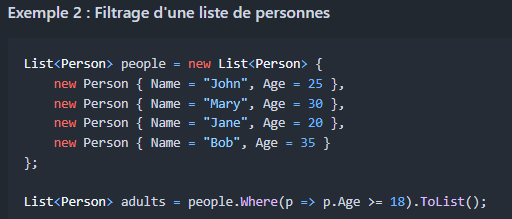 Exemple 2 : Filtrage d'une liste de personnes
List<Person> people = new List<Person> {
    new Person { Name = "John", Age = 25 },
    new Person { Name = "Mary", Age = 30 },
    new Person { Name = "Jane", Age = 20 },
    new Person { Name = "Bob", Age = 35 }
};
List<Person> adults = people.Where(p => p.Age >= 18).ToList();